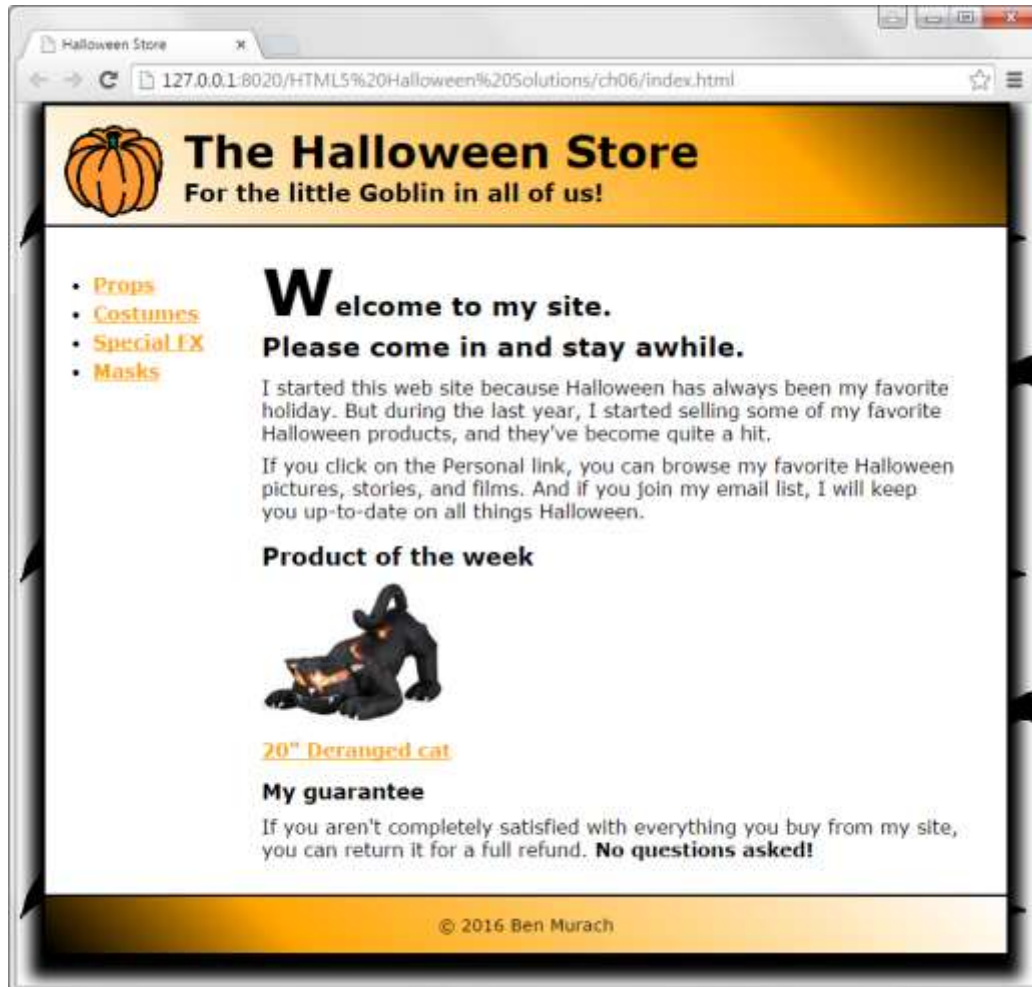 Halloween Store
127.0.0.1:8020/HTML5%20Halloween%20Solutions/ch06/index.html
The Halloween Store
For the little Goblin in all of us!
Props
Costumes
Special FX
Masks
Welcome to my site.
Please come in and stay awhile.
I started this web site because Halloween has always been my favorite
holiday. But during the last year, I started selling some of my favorite
Halloween products, and they've become quite a hit.
If you click on the Personal link, you can browse my favorite Halloween
pictures, stories, and films. And if you join my email list, I will keep
you up-to-date on all things Halloween.
Product of the week
20" Deranged cat
My guarantee
If you aren't completely satisfied with everything you buy from my site,
you can return it for a full refund. No questions asked!
© 2016 Ben Murach